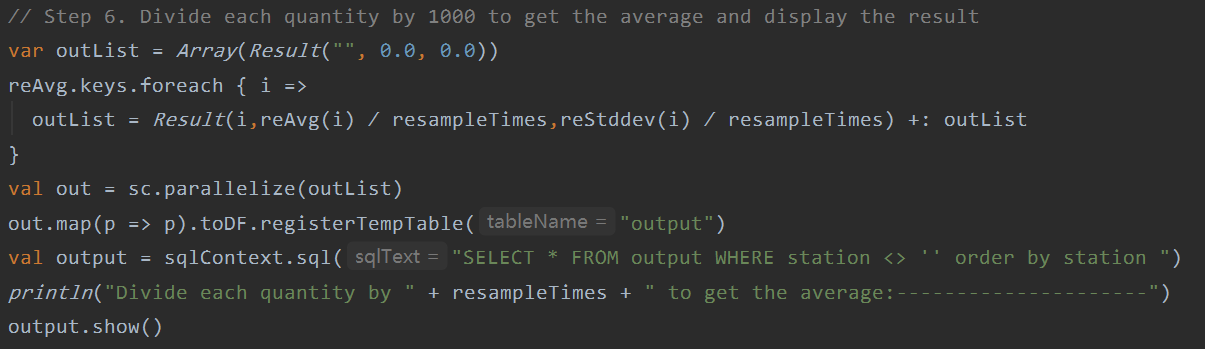 // Step 6. Divide each quantity by 1000 to get the average and display the result
var outList = Array(Result("", 0.0, 0.0))
reAvg.keys.foreach { i =>
  outList = Result(i,reAvg(i) / resampleTimes,reStddev(i) / resampleTimes) +: outList
}
val out = sc.parallelize(outList)
out.map(p => p).toDF.registerTempTable( tableName = "output")
val output = sqlContext.sql( sqlText = "SELECT * FROM output WHERE station <> '' order by station ")
println("Divide each quantity by " + resampleTimes + " to get the average:---------------------")
output.show()